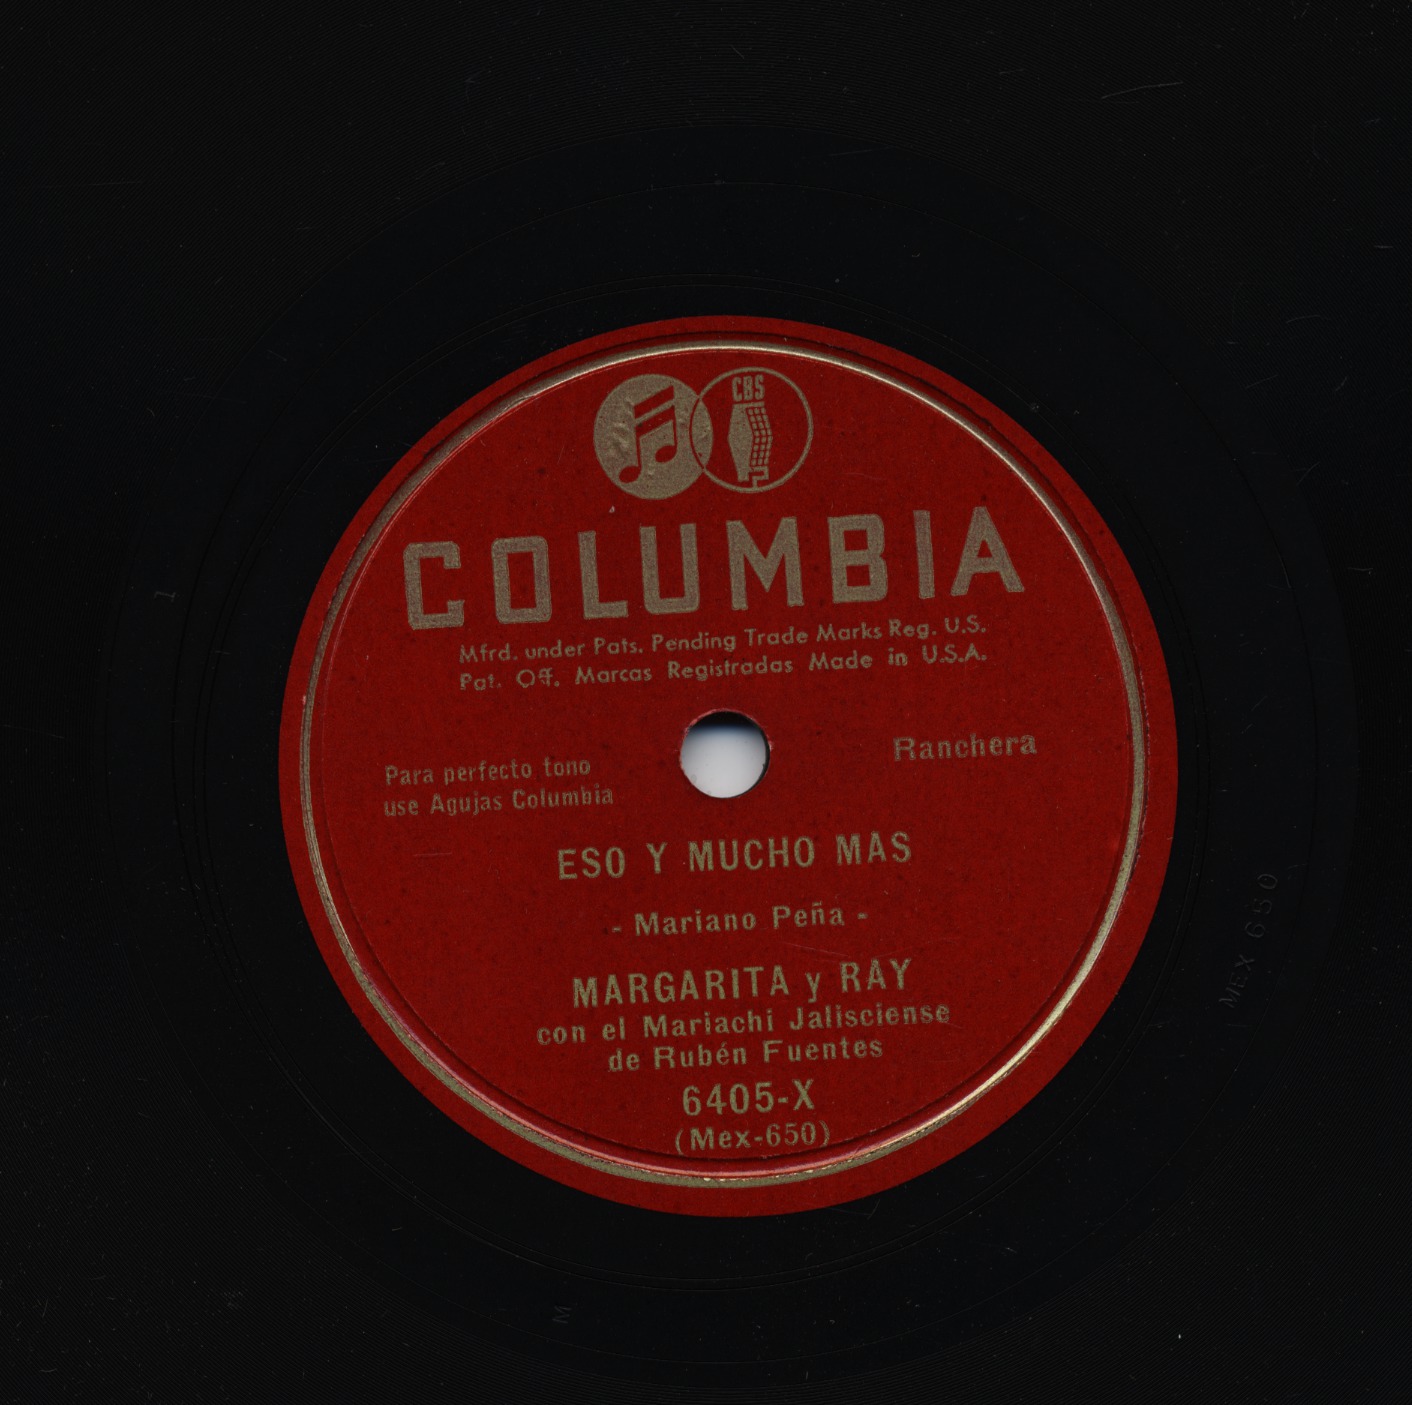 CBS
COLUMBIA
Mfrd. under Pats. Pending Trade Marks Reg. U.S.
Pat. Off. Marcas Registradas Made in U.S.A.
Ranchera
Para perfecto tono
use Agujas Columbia
ESO Y MUCHO MAS
- Mariano Peña -
MARGARITA y RAY
con el Mariachi Jalisciense
de Rubén Fuentes
6405-X
(Mex-650)
MEX 650
1
M